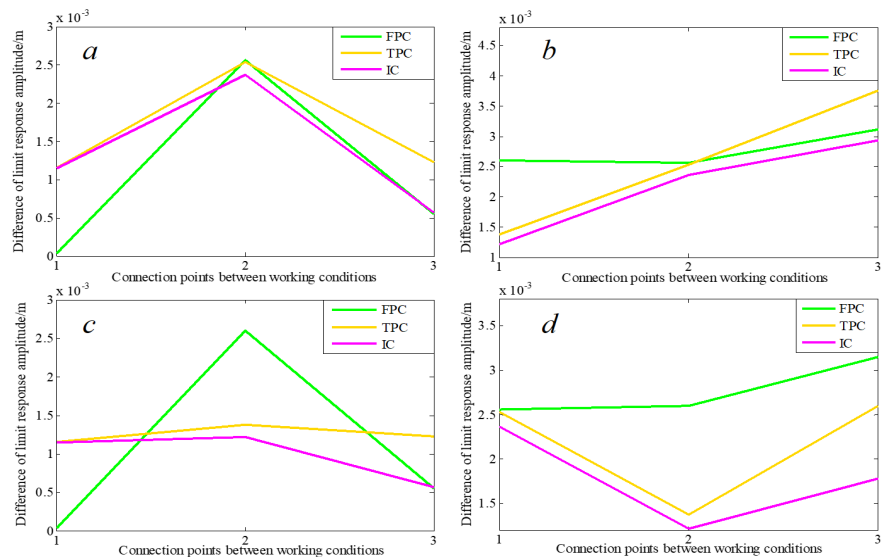 x 10⁻³
3
2.5
2
1.5
1
0.5
0
1
2
3
Difference of limit response amplitude/m
Connection points between working conditions
a
FPC
TPC
IC
x 10⁻³
4.5
4
3.5
3
2.5
2
1.5
1
1
2
3
Difference of limit response amplitude/m
Connection points between working conditions
b
FPC
TPC
IC
x 10⁻³
3
2.5
2
1.5
1
0.5
0
1
2
3
Difference of limit response amplitude/m
Connection points between working conditions
c
FPC
TPC
IC
x 10⁻³
3.5
3
2.5
2
1.5
1
2
3
Difference of limit response amplitude/m
Connection points between working conditions
d
FPC
TPC
IC